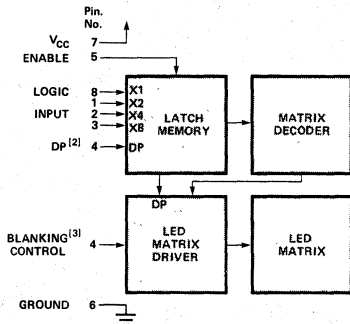 Pin.
No.
VCC 7
ENABLE 5
LOGIC 8 X1
1 X2
INPUT 2 X4
3 X8
DP[2] 4 DP
LATCH
MEMORY
MATRIX
DECODER
DP
BLANKING[3]
CONTROL 4
LED
MATRIX
DRIVER
LED
MATRIX
GROUND 6